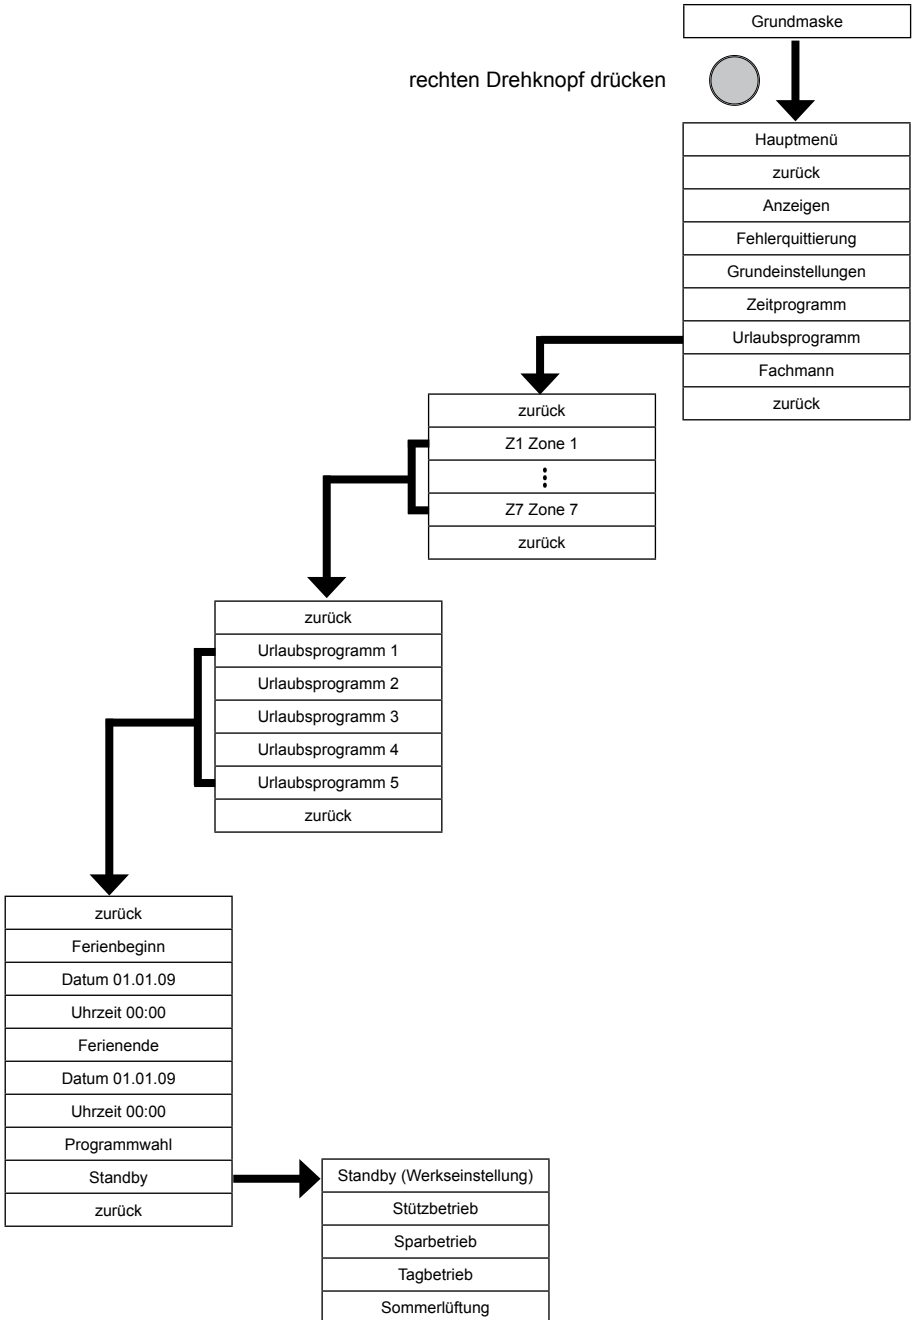 Grundmaske
rechten Drehknopf drücken
Hauptmenü
zurück
Anzeigen
Fehlerquittierung
Grundeinstellungen
Zeitprogramm
Urlaubsprogramm
Fachmann
zurück
zurück
Z1 Zone 1
Z7 Zone 7
zurück
zurück
Urlaubsprogramm 1
Urlaubsprogramm 2
Urlaubsprogramm 3
Urlaubsprogramm 4
Urlaubsprogramm 5
zurück
zurück
Ferienbeginn
Datum 01.01.09
Uhrzeit 00:00
Ferienende
Datum 01.01.09
Uhrzeit 00:00
Programmwahl
Standby
zurück
Standby (Werkseinstellung)
Stützbetrieb
Sparbetrieb
Tagbetrieb
Sommerlüftung